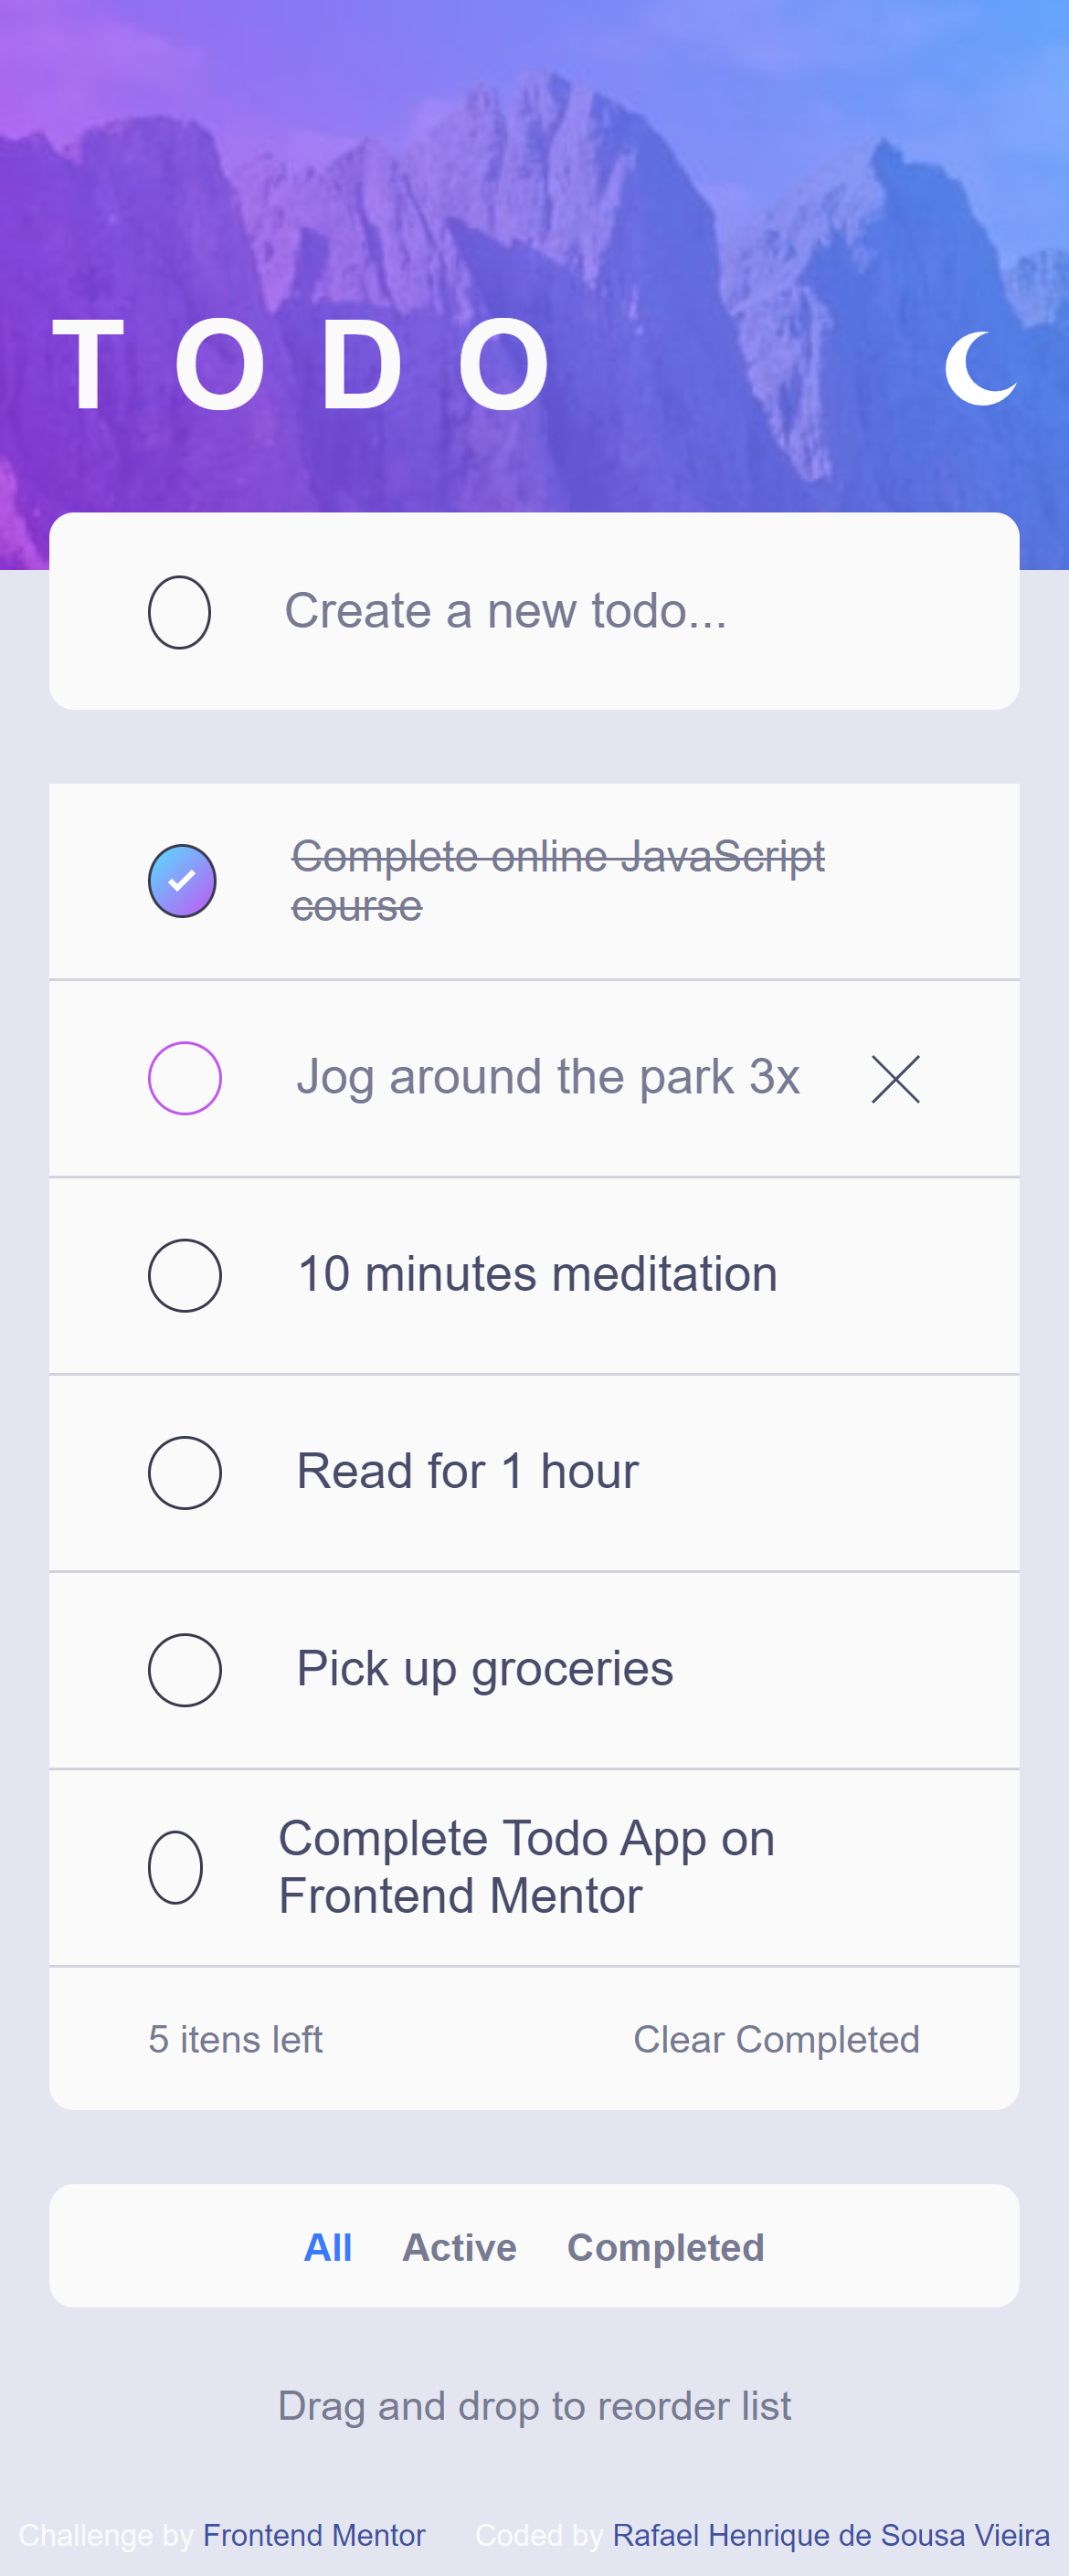 T O D O
Create a new todo...
Complete online JavaScript
course
Jog around the park 3x
10 minutes meditation
Read for 1 hour
Pick up groceries
Complete Todo App on
Frontend Mentor
5 itens left Clear Completed
All Active Completed
Drag and drop to reorder list
Challenge by Frontend Mentor Coded by Rafael Henrique de Sousa Vieira